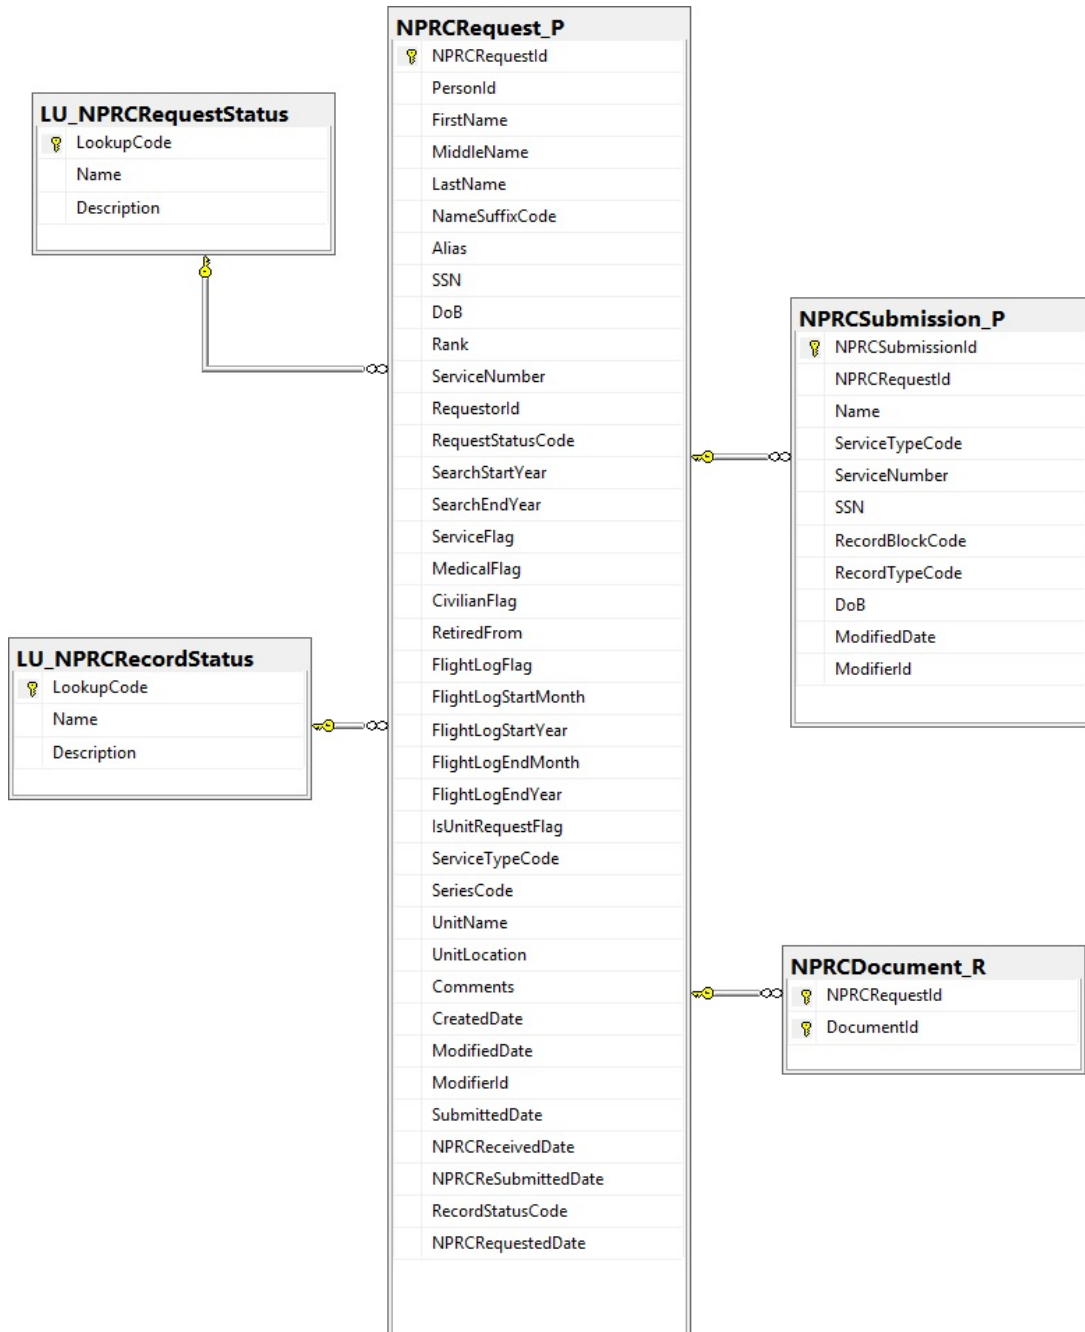 NPRCRequest_P
NPRCRequestId
PersonId
FirstName
MiddleName
LastName
NameSuffixCode
Alias
SSN
DoB
Rank
ServiceNumber
RequestorId
RequestStatusCode
SearchStartYear
SearchEndYear
ServiceFlag
MedicalFlag
CivilianFlag
RetiredFrom
FlightLogFlag
FlightLogStartMonth
FlightLogStartYear
FlightLogEndMonth
FlightLogEndYear
IsUnitRequestFlag
ServiceTypeCode
SeriesCode
UnitName
UnitLocation
Comments
CreatedDate
ModifiedDate
ModifierId
SubmittedDate
NPRCReceivedDate
NPRCReSubmittedDate
RecordStatusCode
NPRCRequestedDate
LU_NPRCRequestStatus
LookupCode
Name
Description
LU_NPRCRecordStatus
LookupCode
Name
Description
NPRCSubmission_P
NPRCSubmissionId
NPRCRequestId
Name
ServiceTypeCode
ServiceNumber
SSN
RecordBlockCode
RecordTypeCode
DoB
ModifiedDate
ModifierId
NPRCDocument_R
NPRCRequestId
DocumentId